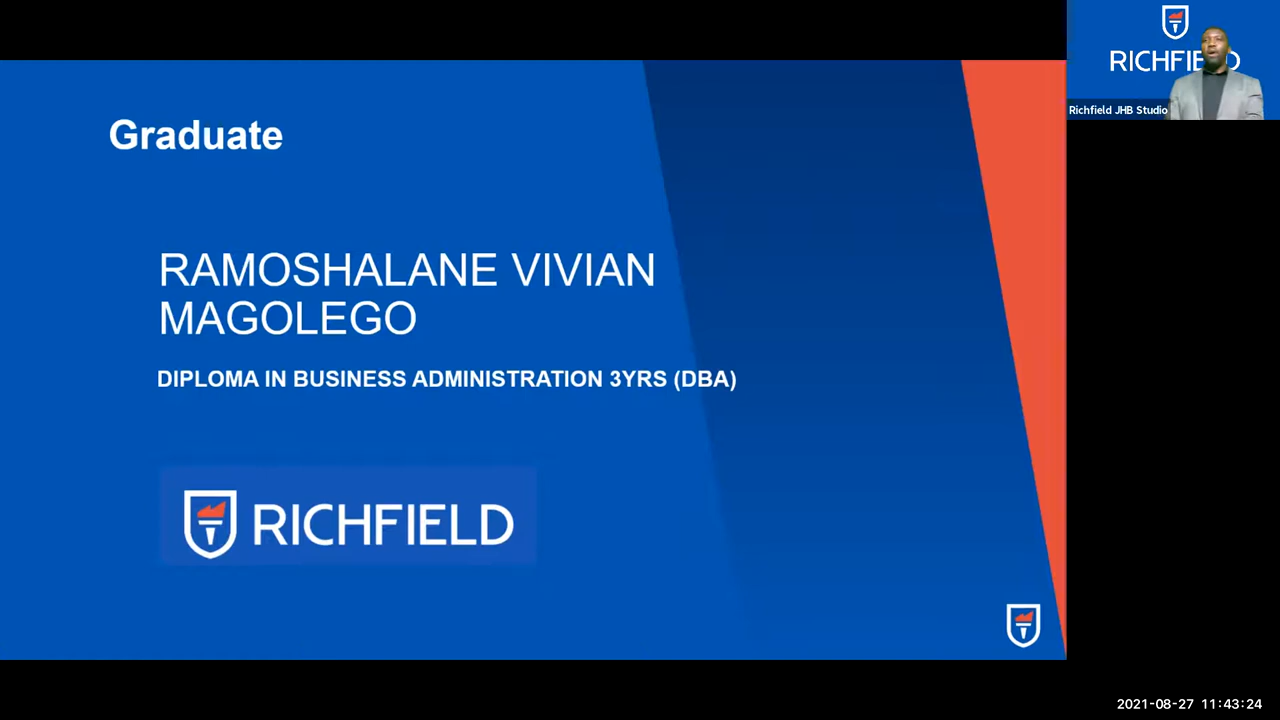 Graduate
RAMOSHALANE VIVIAN
MAGOLEGO
DIPLOMA IN BUSINESS ADMINISTRATION 3YRS (DBA)
RICHFIELD
Richfield JHB Studio
2021-08-27 11:43:24